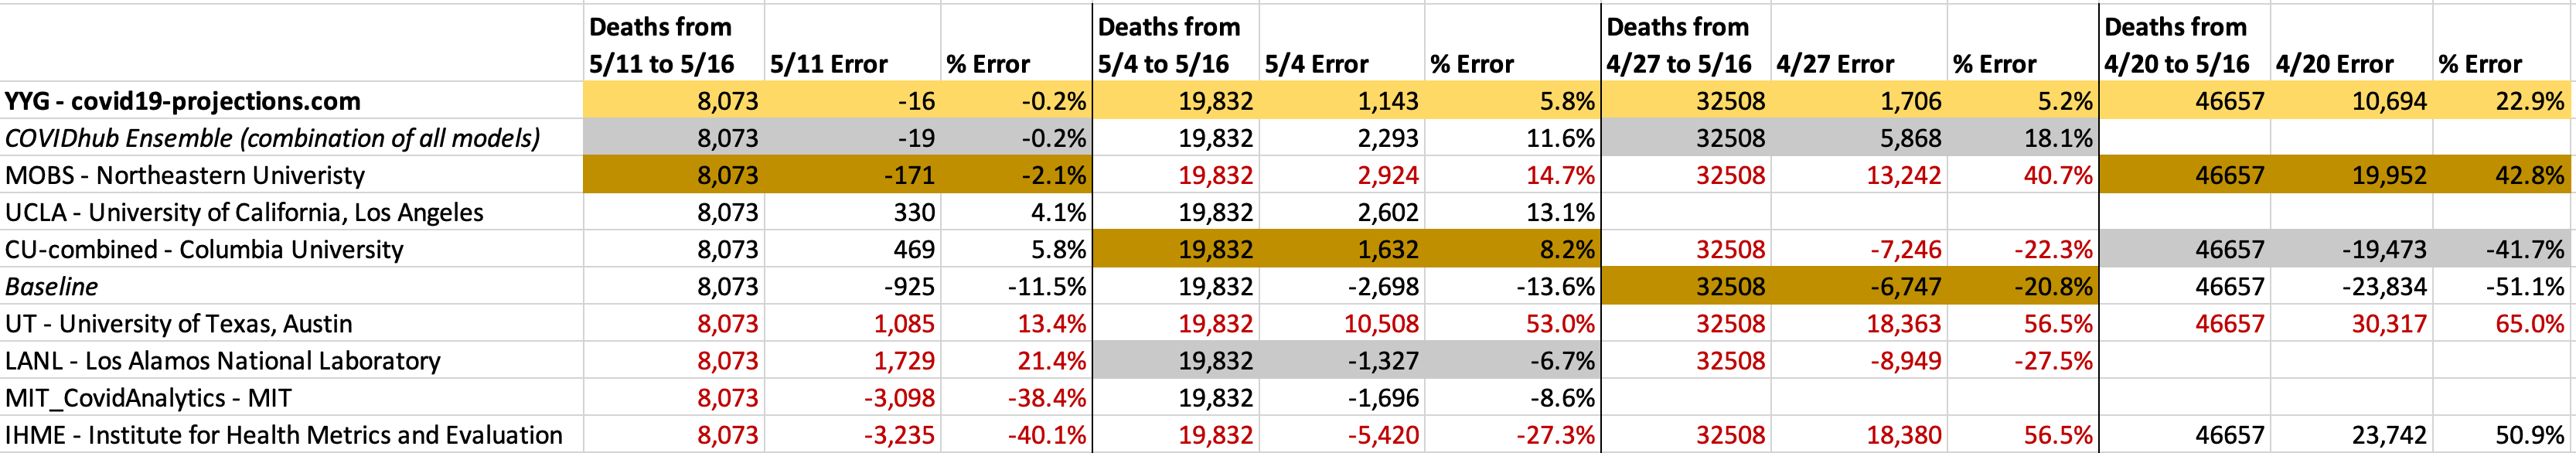 Deaths from Deaths from Deaths from Deaths from
5/11 to 5/16 5/11 Error % Error 5/4 to 5/16 5/4 Error % Error 4/27 to 5/16 4/27 Error % Error 4/20 to 5/16 4/20 Error % Error
YYG - covid19-projections.com 8,073 -16 -0.2% 19,832 1,143 5.8% 32508 1,706 5.2% 46657 10,694 22.9%
COVIDhub Ensemble (combination of all models) 8,073 -19 -0.2% 19,832 2,293 11.6% 32508 5,868 18.1%
MOBS - Northeastern Univeristy 8,073 -171 -2.1% 19,832 2,924 14.7% 32508 13,242 40.7% 46657 19,952 42.8%
UCLA - University of California, Los Angeles 8,073 330 4.1% 19,832 2,602 13.1%
CU-combined - Columbia University 8,073 469 5.8% 19,832 1,632 8.2% 32508 -7,246 -22.3% 46657 -19,473 -41.7%
Baseline 8,073 -925 -11.5% 19,832 -2,698 -13.6% 32508 -6,747 -20.8% 46657 -23,834 -51.1%
UT - University of Texas, Austin 8,073 1,085 13.4% 19,832 10,508 53.0% 32508 18,363 56.5% 46657 30,317 65.0%
LANL - Los Alamos National Laboratory 8,073 1,729 21.4% 19,832 -1,327 -6.7% 32508 -8,949 -27.5%
MIT_CovidAnalytics - MIT 8,073 -3,098 -38.4% 19,832 -1,696 -8.6%
IHME - Institute for Health Metrics and Evaluation 8,073 -3,235 -40.1% 19,832 -5,420 -27.3% 32508 18,380 56.5% 46657 23,742 50.9%